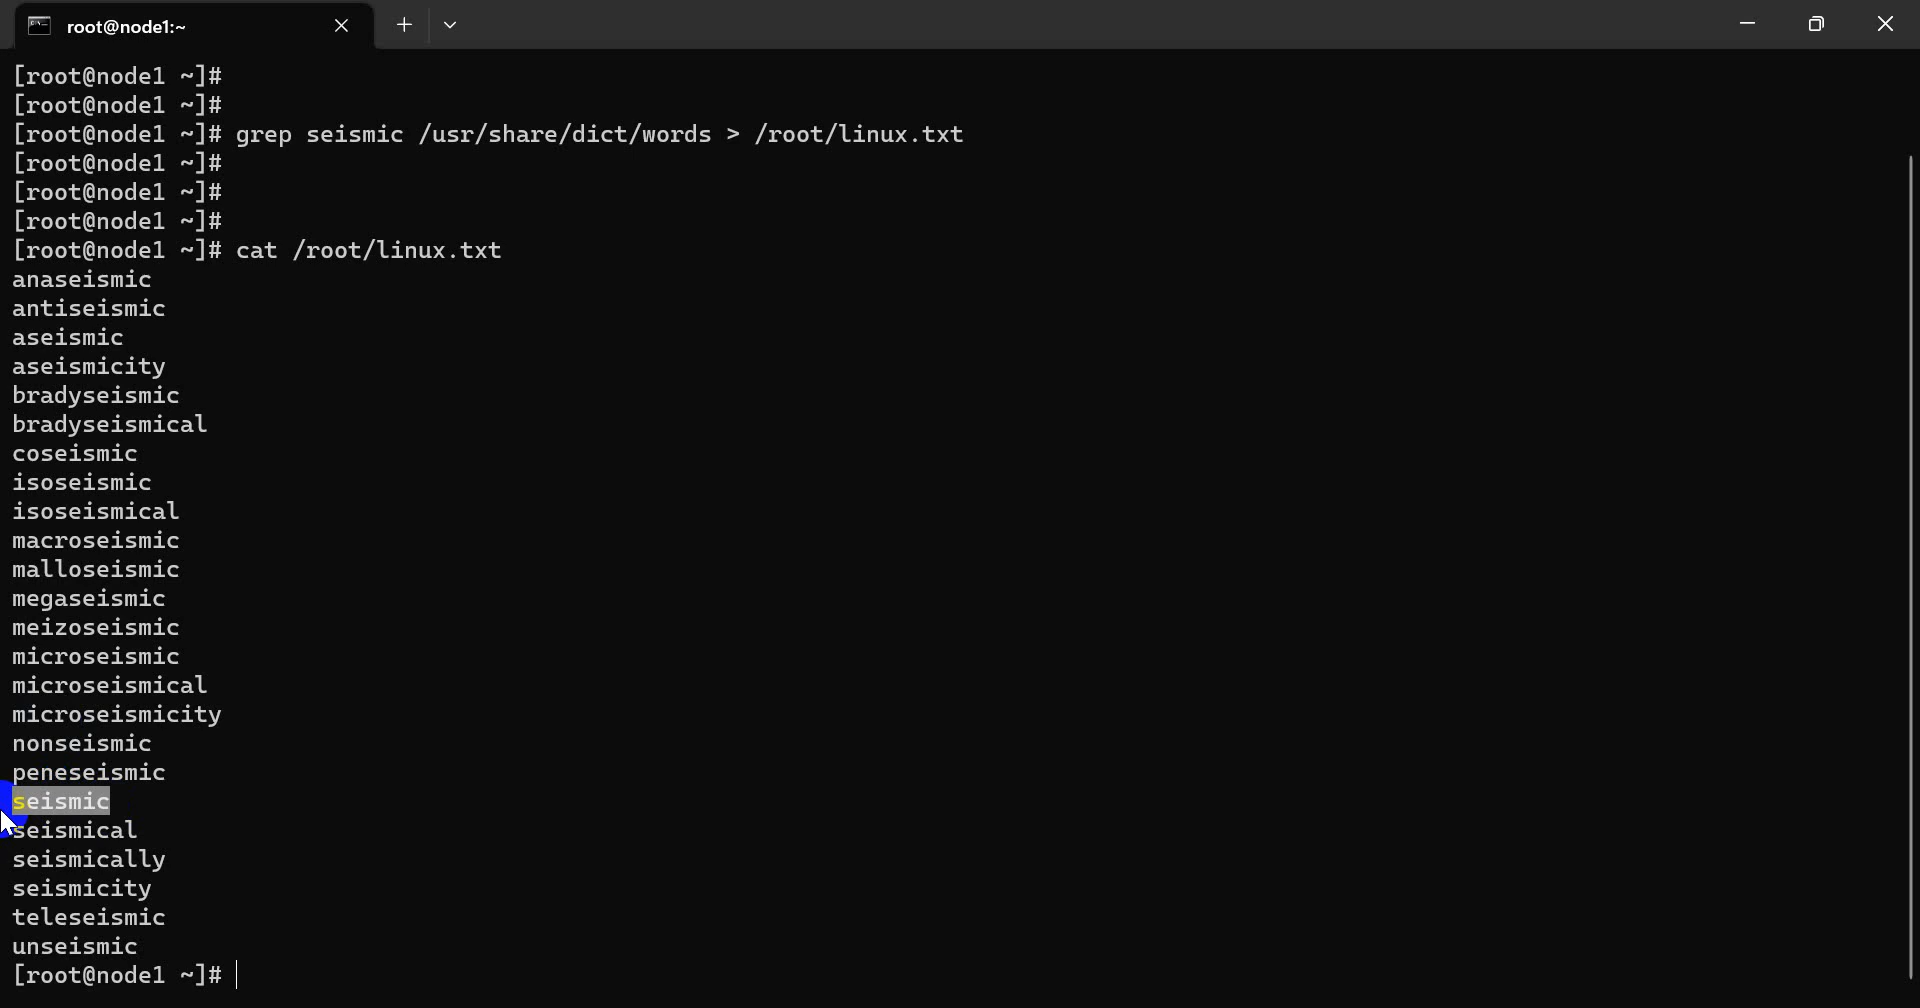 root@node1:~
[root@node1 ~]#
[root@node1 ~]#
[root@node1 ~]# grep seismic /usr/share/dict/words > /root/linux.txt
[root@node1 ~]#
[root@node1 ~]#
[root@node1 ~]#
[root@node1 ~]# cat /root/linux.txt
anaseismic
antiseismic
aseismic
aseismicity
bradyseismic
bradyseismical
coseismic
isoseismic
isoseismical
macroseismic
malloseismic
megaseismic
meizoseismic
microseismic
microseismical
microseismicity
nonseismic
peneseismic
seismic
seismical
seismically
seismicity
teleseismic
unseismic
[root@node1 ~]#